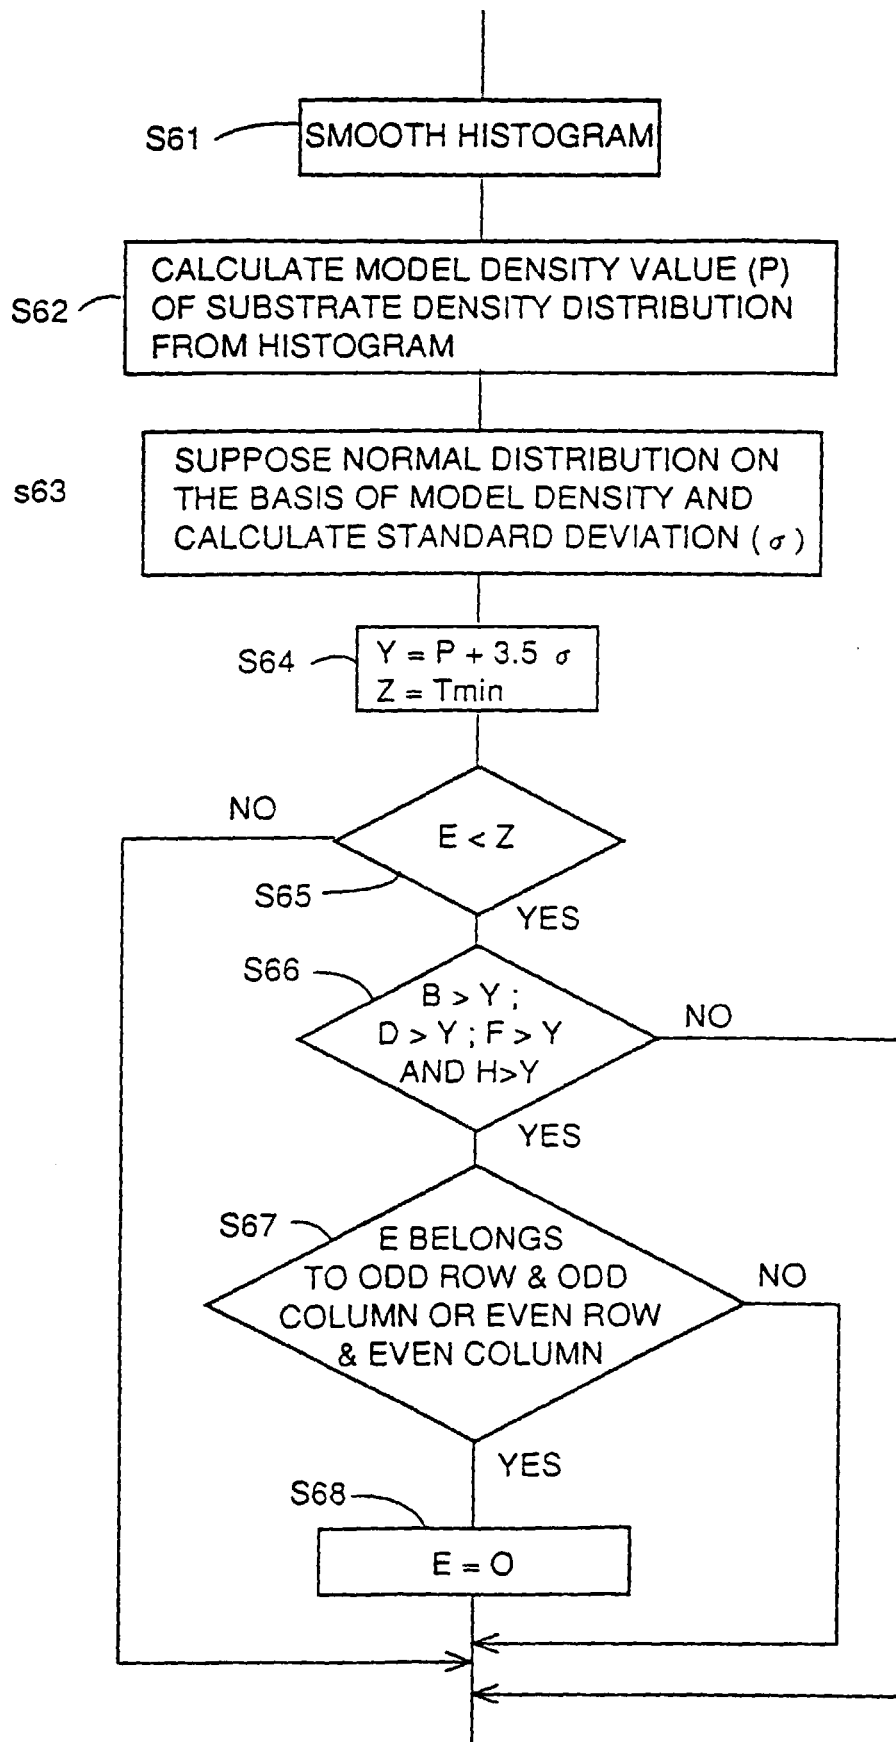 S61
SMOOTH HISTOGRAM
S62
CALCULATE MODEL DENSITY VALUE (P)
OF SUBSTRATE DENSITY DISTRIBUTION
FROM HISTOGRAM
s63
SUPPOSE NORMAL DISTRIBUTION ON
THE BASIS OF MODEL DENSITY AND
CALCULATE STANDARD DEVIATION (σ)
S64
Y = P + 3.5 σ
Z = Tmin
NO
E < Z
S65
YES
S66
B > Y ;
D > Y ; F > Y
AND H>Y
NO
YES
S67
E BELONGS
TO ODD ROW & ODD
COLUMN OR EVEN ROW
& EVEN COLUMN
NO
YES
S68
E = O